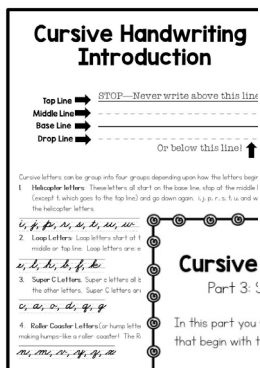 Cursive Handwriting
Introduction
Top Line
STOP—Never write above this line
Middle Line
Base Line
Drop Line
Or below this line!
Cursive letters can be group into four groups depending upon how the letters begin
1. Helicopter letters: These letters all start on the base line, stop at the middle
(except t, which goes to the top line) and go down again. i, j, p, r, s, t, u, and w
the helicopter letters.
i, j, p, r, s, t, u, w
2. Loop Letters: Loop letters start at t
middle or top line. Loop letters are e
e, l, h, b, f, k
3. Super C Letters: Super c letters all b
the other letters. Super C letters are
c, a, o, d, q, g
4. Roller Coaster Letters (or hump lette
making humps-like a roller coaster! The R
n, m, v, y, z, x
Cursive
Part 3: S
In this part you
that begin with t